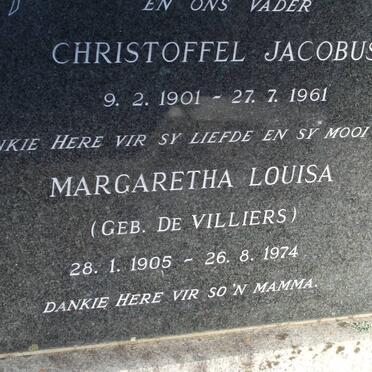 EN ONS VADER
CHRISTOFFEL JACOBUS
9. 2. 1901 ~ 27. 7. 1961
HERE VIR SY LIEFDE EN SY MOOI
MARGARETHA LOUISA
(GEB. DE VILLIERS)
28. 1. 1905 ~ 26. 8. 1974
DANKIE HERE VIR SO 'N MAMMA.